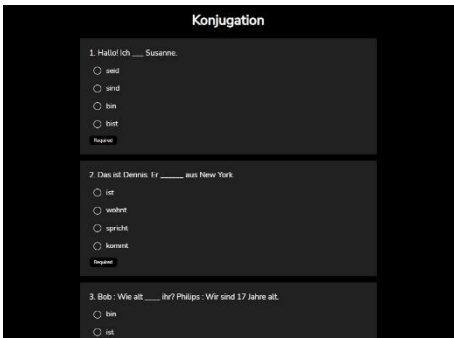 Konjugation
1. Hallo! Ich ___ Susanne.
seid
sind
bin
bist
Required
2. Das ist Dennis. Er ______ aus New York.
ist
wohnt
spricht
kommt
Required
3. Bob : Wie alt ____ ihr? Philips : Wir sind 17 Jahre alt.
bin
ist